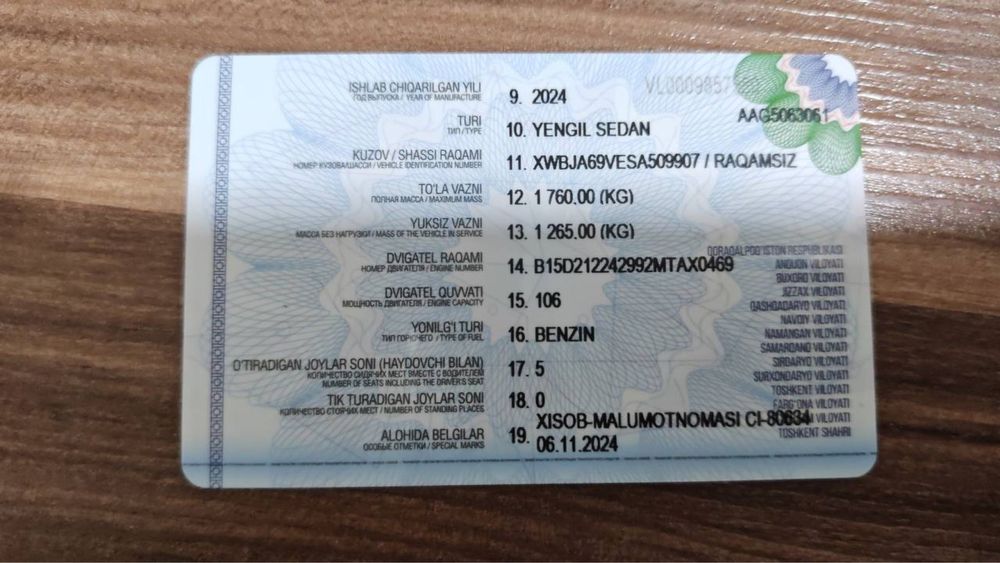 VL0009857
AAG5063061
ISHLAB CHIQARILGAN YILI
ГОД ВЫПУСКА / YEAR OF MANUFACTURE
9. 2024
TURI
ТИП / TYPE
10. YENGIL SEDAN
KUZOV / SHASSI RAQAMI
НОМЕР КУЗОВА/ШАССИ / VEHICLE IDENTIFICATION NUMBER
11. XWBJA69VESA509907 / RAQAMSIZ
TO'LA VAZNI
ПОЛНАЯ МАССА / MAXIMUM MASS
12. 1 760.00 (KG)
YUKSIZ VAZNI
МАССА БЕЗ НАГРУЗКИ / MASS OF THE VEHICLE IN SERVICE
13. 1 265.00 (KG)
DVIGATEL RAQAMI
НОМЕР ДВИГАТЕЛЯ / ENGINE NUMBER
14. B15D212242992MTAX0469
DVIGATEL QUVVATI
МОЩНОСТЬ ДВИГАТЕЛЯ / ENGINE CAPACITY
15. 106
YONILG'I TURI
ТИП ГОРЮЧЕГО / TYPE OF FUEL
16. BENZIN
O'TIRADIGAN JOYLAR SONI (HAYDOVCHI BILAN)
КОЛИЧЕСТВО СИДЯЧИХ МЕСТ ВМЕСТЕ С ВОДИТЕЛЕМ
NUMBER OF SEATS INCLUDING THE DRIVER'S SEAT
17. 5
TIK TURADIGAN JOYLAR SONI
КОЛИЧЕСТВО СТОЯЧИХ МЕСТ / NUMBER OF STANDING PLACES
18. 0
ALOHIDA BELGILAR
ОСОБЫЕ ОТМЕТКИ / SPECIAL MARKS
19. XISOB-MALUMOTNOMASI CI-80634
06.11.2024
QORAQALPOG'ISTON RESPUBLIKASI
ANDIJON VILOYATI
BUXORO VILOYATI
JIZZAX VILOYATI
QASHQADARYO VILOYATI
NAVOIY VILOYATI
NAMANGAN VILOYATI
SAMARQAND VILOYATI
SIRDARYO VILOYATI
SURXONDARYO VILOYATI
TOSHKENT VILOYATI
FARG'ONA VILOYATI
VILOYATI
TOSHKENT SHAHRI